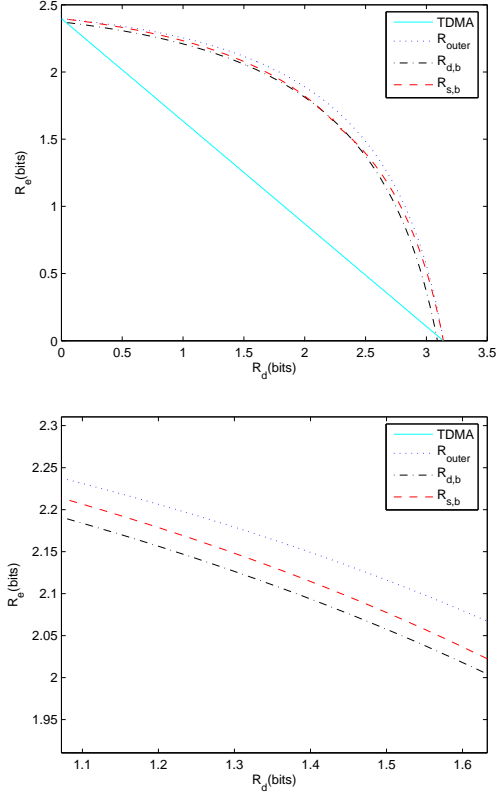 2.5
2
1.5
1
0.5
0
R_e(bits)
0 0.5 1 1.5 2 2.5 3 3.5
R_d(bits)
TDMA
R_outer
R_d,b
R_s,b
2.3
2.25
2.2
2.15
2.1
2.05
2
1.95
R_e(bits)
1.1 1.2 1.3 1.4 1.5 1.6
R_d(bits)
TDMA
R_outer
R_d,b
R_s,b